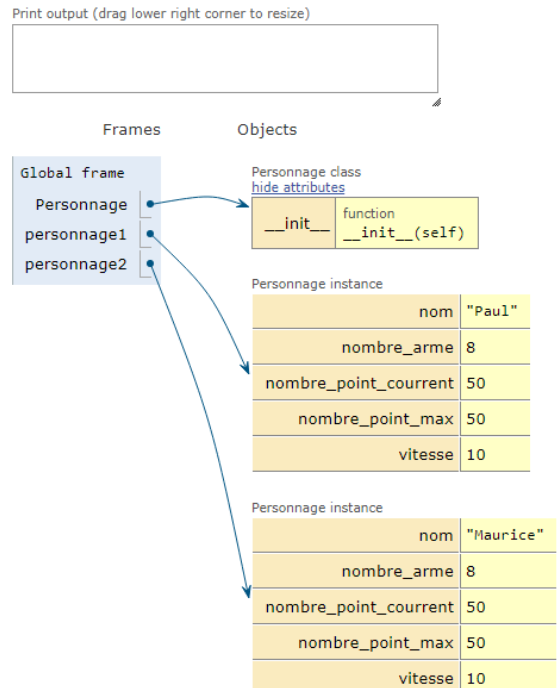 Print output (drag lower right corner to resize)
Frames Objects
Global frame
Personnage
personnage1
personnage2
Personnage class
hide attributes
__init__ function
__init__(self)
Personnage instance
nom "Paul"
nombre_arme 8
nombre_point_courrent 50
nombre_point_max 50
vitesse 10
Personnage instance
nom "Maurice"
nombre_arme 8
nombre_point_courrent 50
nombre_point_max 50
vitesse 10